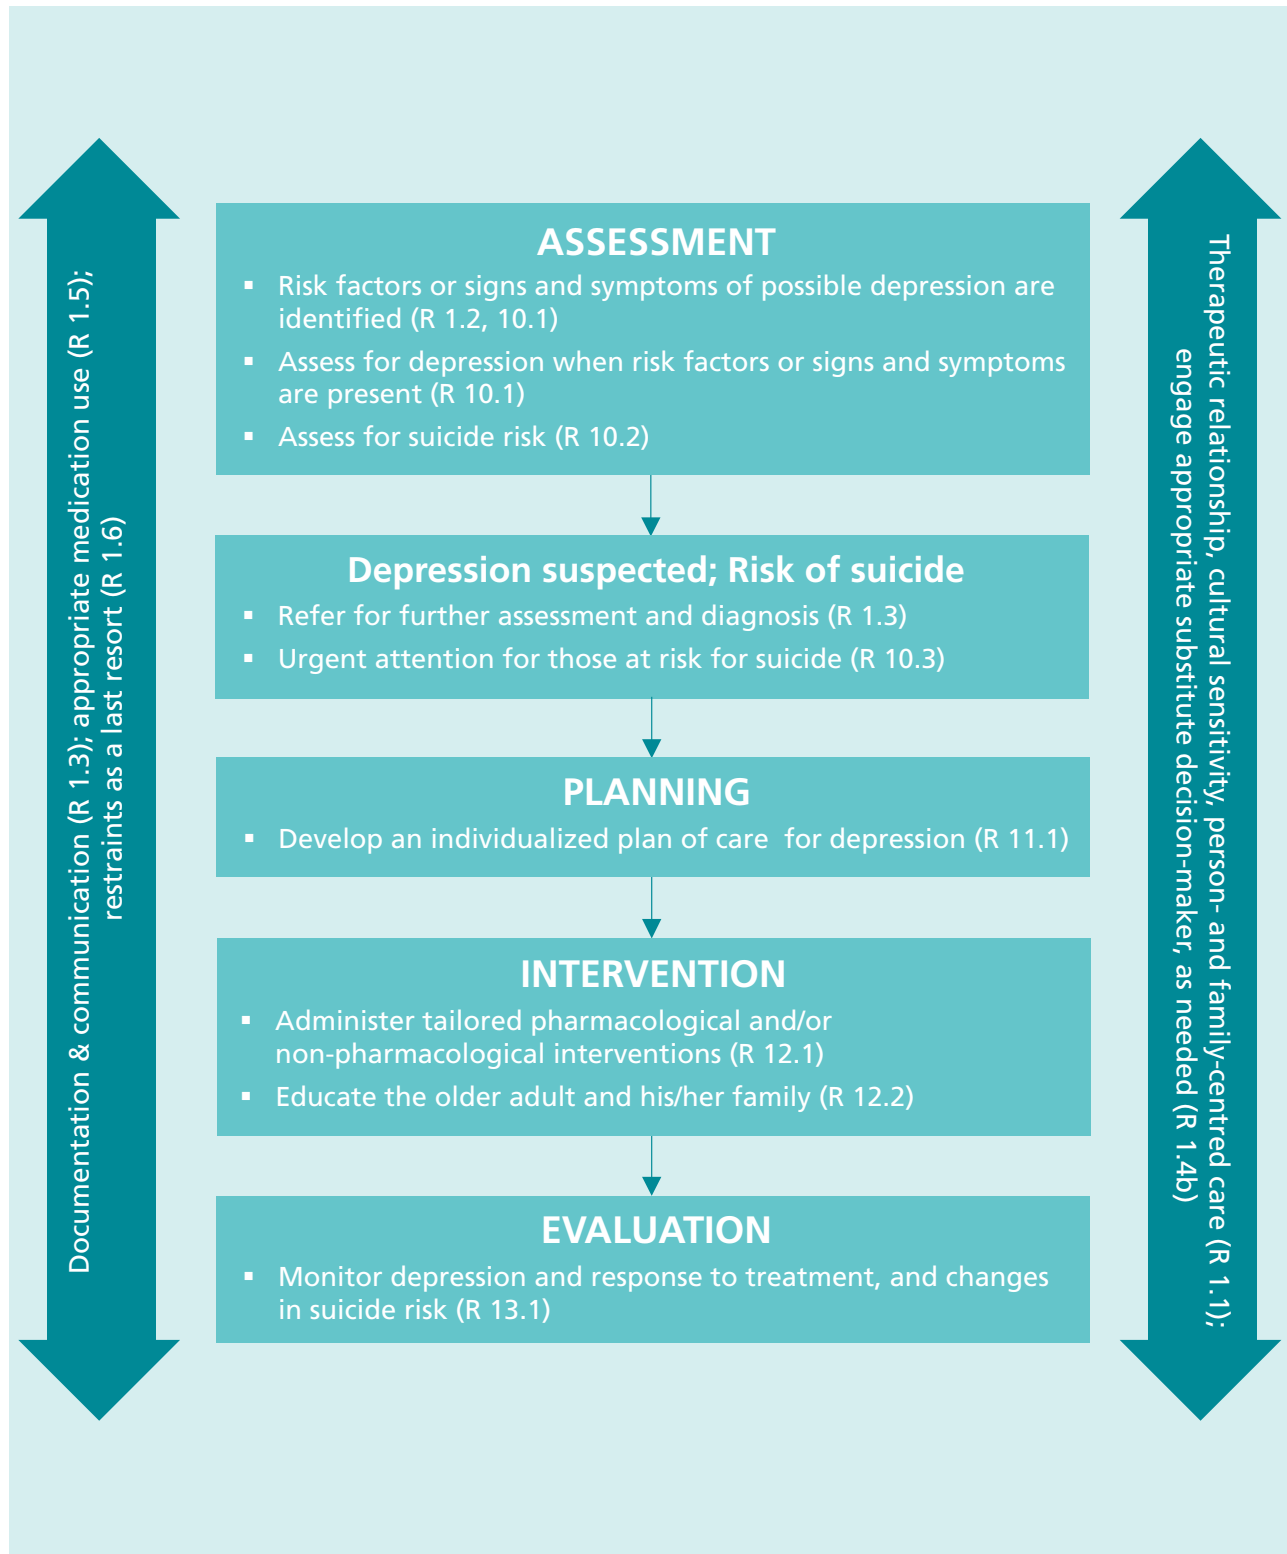 Documentation & communication (R 1.3); appropriate medication use (R 1.5);
restraints as a last resort (R 1.6)
ASSESSMENT
▪ Risk factors or signs and symptoms of possible depression are
identified (R 1.2, 10.1)
▪ Assess for depression when risk factors or signs and symptoms
are present (R 10.1)
▪ Assess for suicide risk (R 10.2)
Depression suspected; Risk of suicide
▪ Refer for further assessment and diagnosis (R 1.3)
▪ Urgent attention for those at risk for suicide (R 10.3)
PLANNING
▪ Develop an individualized plan of care for depression (R 11.1)
INTERVENTION
▪ Administer tailored pharmacological and/or
non-pharmacological interventions (R 12.1)
▪ Educate the older adult and his/her family (R 12.2)
EVALUATION
▪ Monitor depression and response to treatment, and changes
in suicide risk (R 13.1)
Therapeutic relationship, cultural sensitivity, person- and family-centred care (R 1.1);
engage appropriate substitute decision-maker, as needed (R 1.4b)